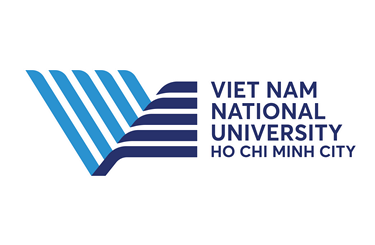 VIET NAM
NATIONAL
UNIVERSITY
HO CHI MINH CITY